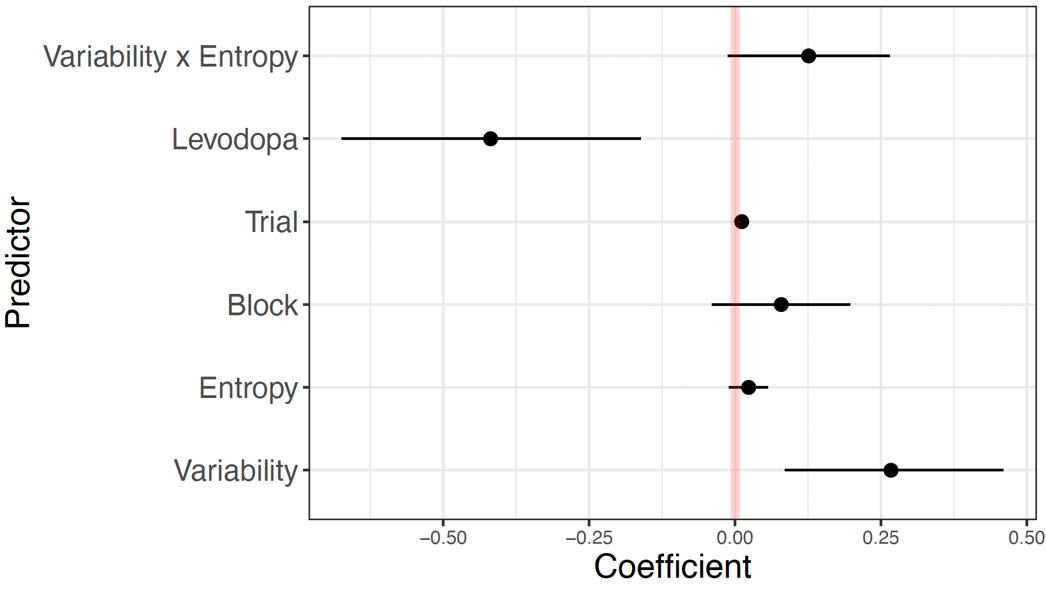 Variability x Entropy
Levodopa
Trial
Block
Entropy
Variability
Predictor
−0.50 −0.25 0.00 0.25 0.50
Coefficient